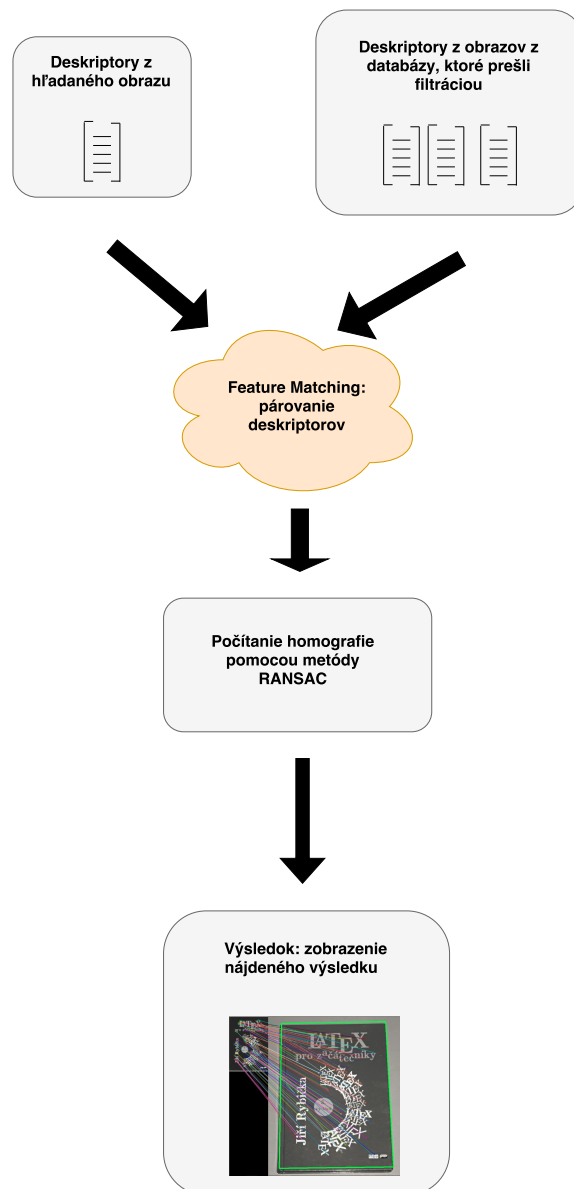 Deskriptory z
hľadaného obrazu
Deskriptory z obrazov z
databázy, ktoré prešli
filtráciou
Feature Matching:
párovanie
deskriptorov
Počítanie homografie
pomocou metódy
RANSAC
Výsledok: zobrazenie
nájdeného výsledku
LATEX
pro začátečníky
Jiří Rybička